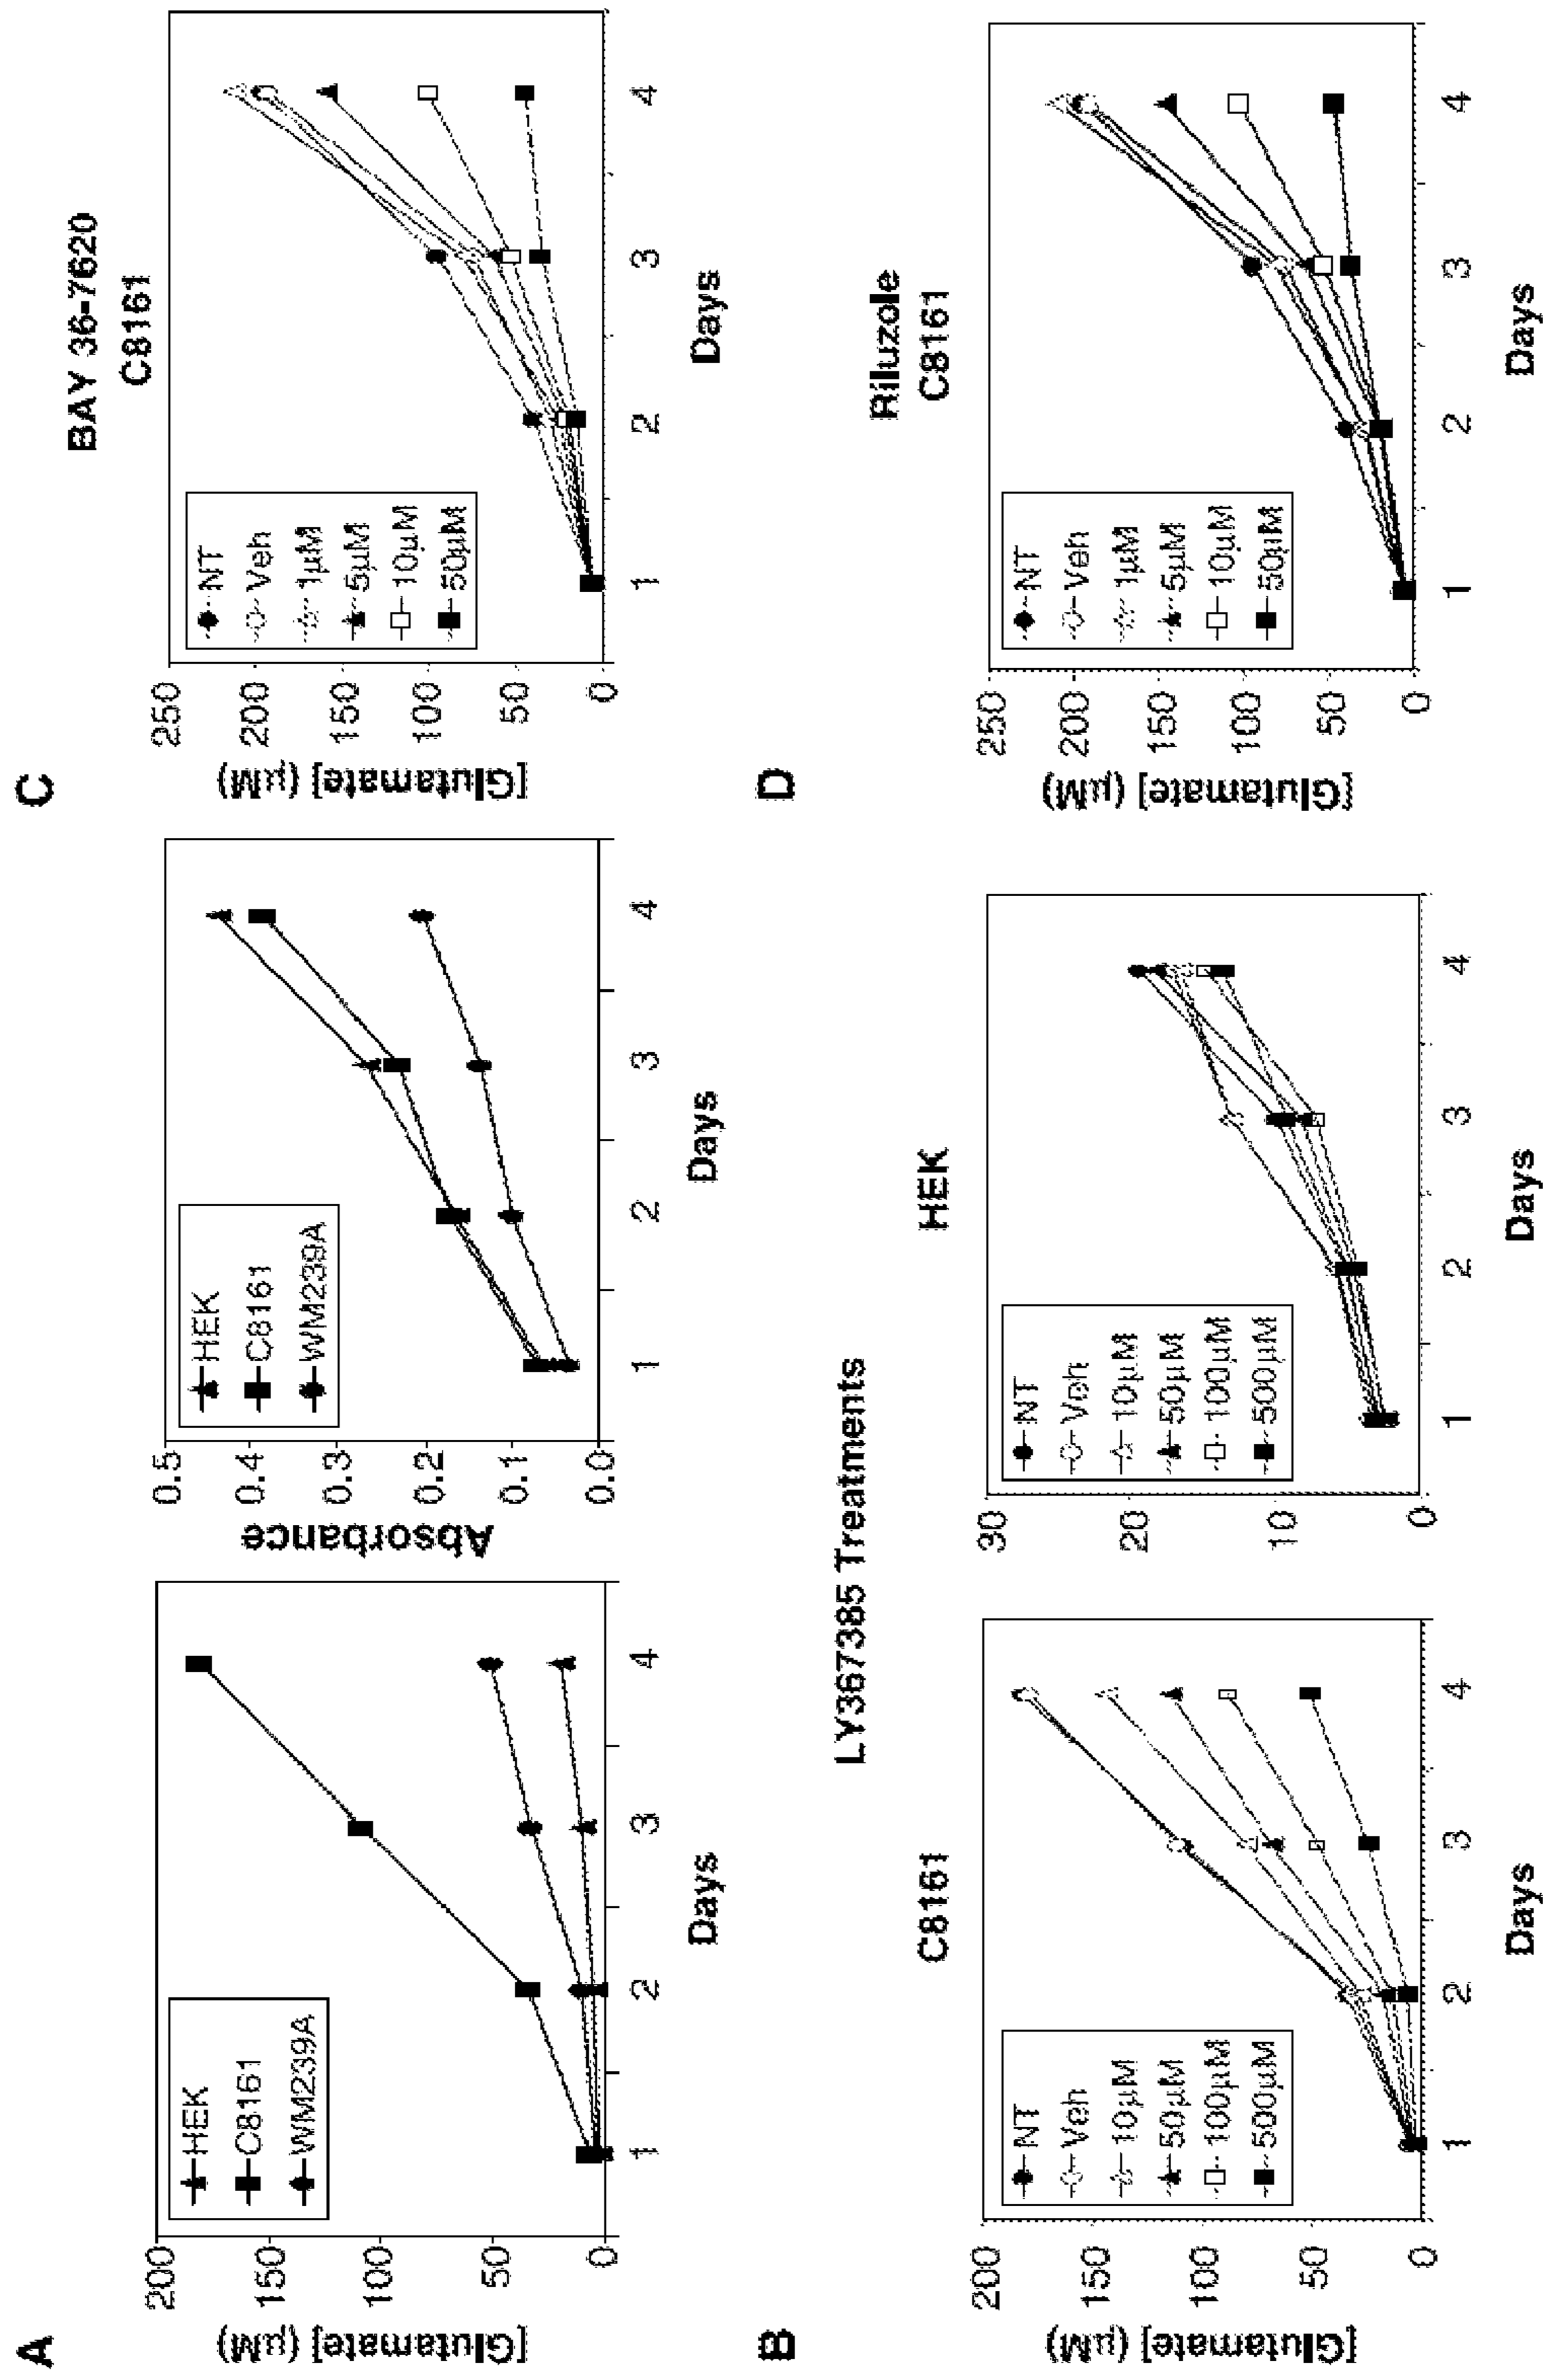 A
[Glutamate] (µM)
200
150
100
50
0
HEK
C8161
WM239A
1 2 3 4
Days
Absorbance
0.5
0.4
0.3
0.2
0.1
0.0
HEK
C8161
WM239A
1 2 3 4
Days
B
LY367385 Treatments
C8161
[Glutamate] (µM)
200
150
100
50
0
NT
Veh
10µM
50µM
100µM
500µM
1 2 3 4
Days
HEK
30
20
10
0
NT
Veh
10µM
50µM
100µM
500µM
1 2 3 4
Days
C
BAY 36-7620
C8161
[Glutamate] (µM)
250
200
150
100
50
0
NT
Veh
1µM
5µM
10µM
50µM
1 2 3 4
Days
D
Riluzole
C8161
[Glutamate] (µM)
250
200
150
100
50
0
NT
Veh
1µM
5µM
10µM
50µM
1 2 3 4
Days